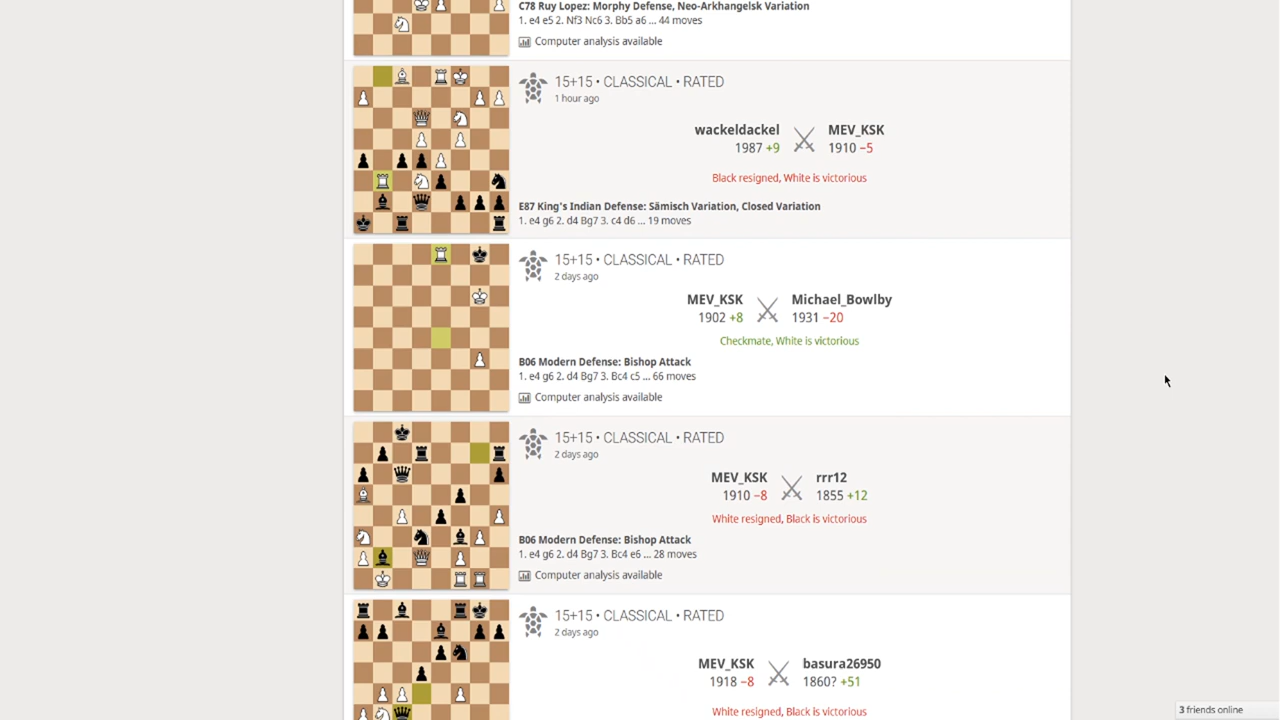 C78 Ruy Lopez: Morphy Defense, Neo-Arkhangelsk Variation
1. e4 e5 2. Nf3 Nc6 3. Bb5 a6 ... 44 moves
Computer analysis available
15+15 • CLASSICAL • RATED
1 hour ago
wackeldackel MEV_KSK
1987 +9 1910 −5
Black resigned, White is victorious
E87 King's Indian Defense: Sämisch Variation, Closed Variation
1. e4 g6 2. d4 Bg7 3. c4 d6 ... 19 moves
15+15 • CLASSICAL • RATED
2 days ago
MEV_KSK Michael_Bowlby
1902 +8 1931 −20
Checkmate, White is victorious
B06 Modern Defense: Bishop Attack
1. e4 g6 2. d4 Bg7 3. Bc4 c5 ... 66 moves
Computer analysis available
15+15 • CLASSICAL • RATED
2 days ago
MEV_KSK rrr12
1910 −8 1855 +12
White resigned, Black is victorious
B06 Modern Defense: Bishop Attack
1. e4 g6 2. d4 Bg7 3. Bc4 e6 ... 28 moves
Computer analysis available
15+15 • CLASSICAL • RATED
2 days ago
MEV_KSK basura26950
1918 −8 1860? +51
White resigned, Black is victorious
3 friends online